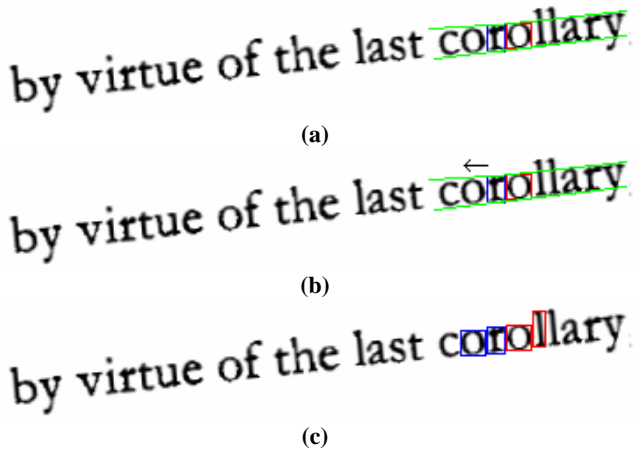 by virtue of the last corollary
(a)
←
by virtue of the last corollary
(b)
by virtue of the last corollary
(c)